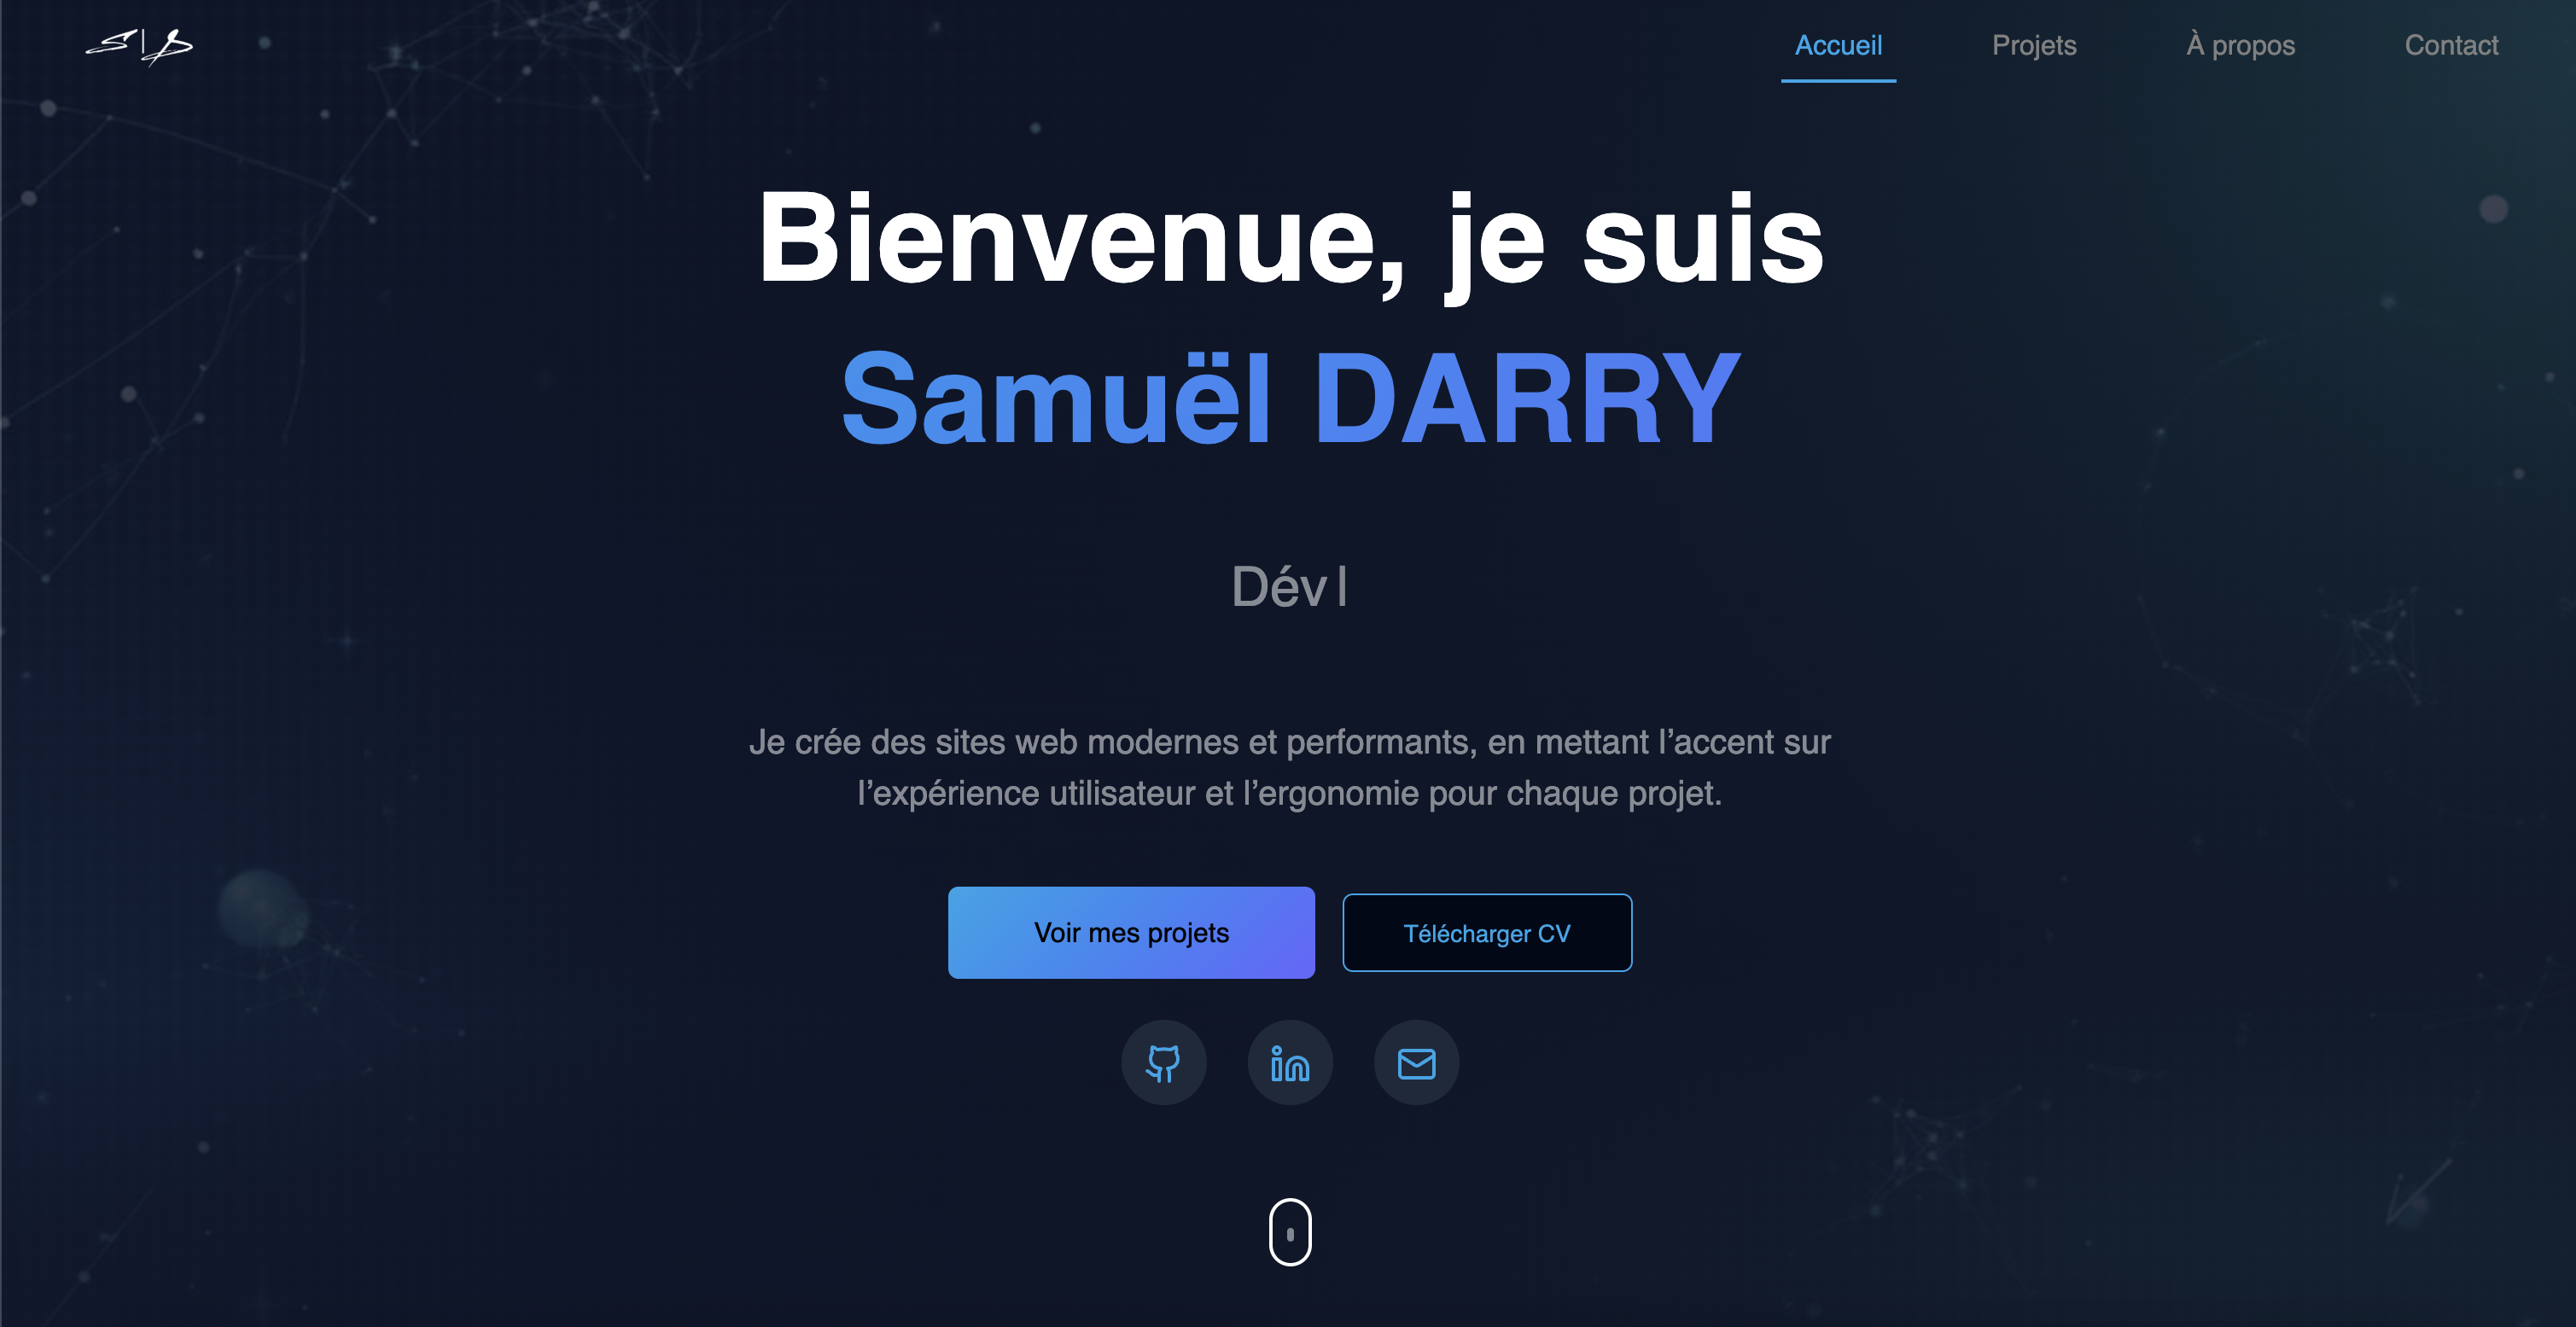 S|D
Accueil
Projets
À propos
Contact
Bienvenue, je suis
Samuël DARRY
Dév|
Je crée des sites web modernes et performants, en mettant l’accent sur
l’expérience utilisateur et l’ergonomie pour chaque projet.
Voir mes projets
Télécharger CV
in